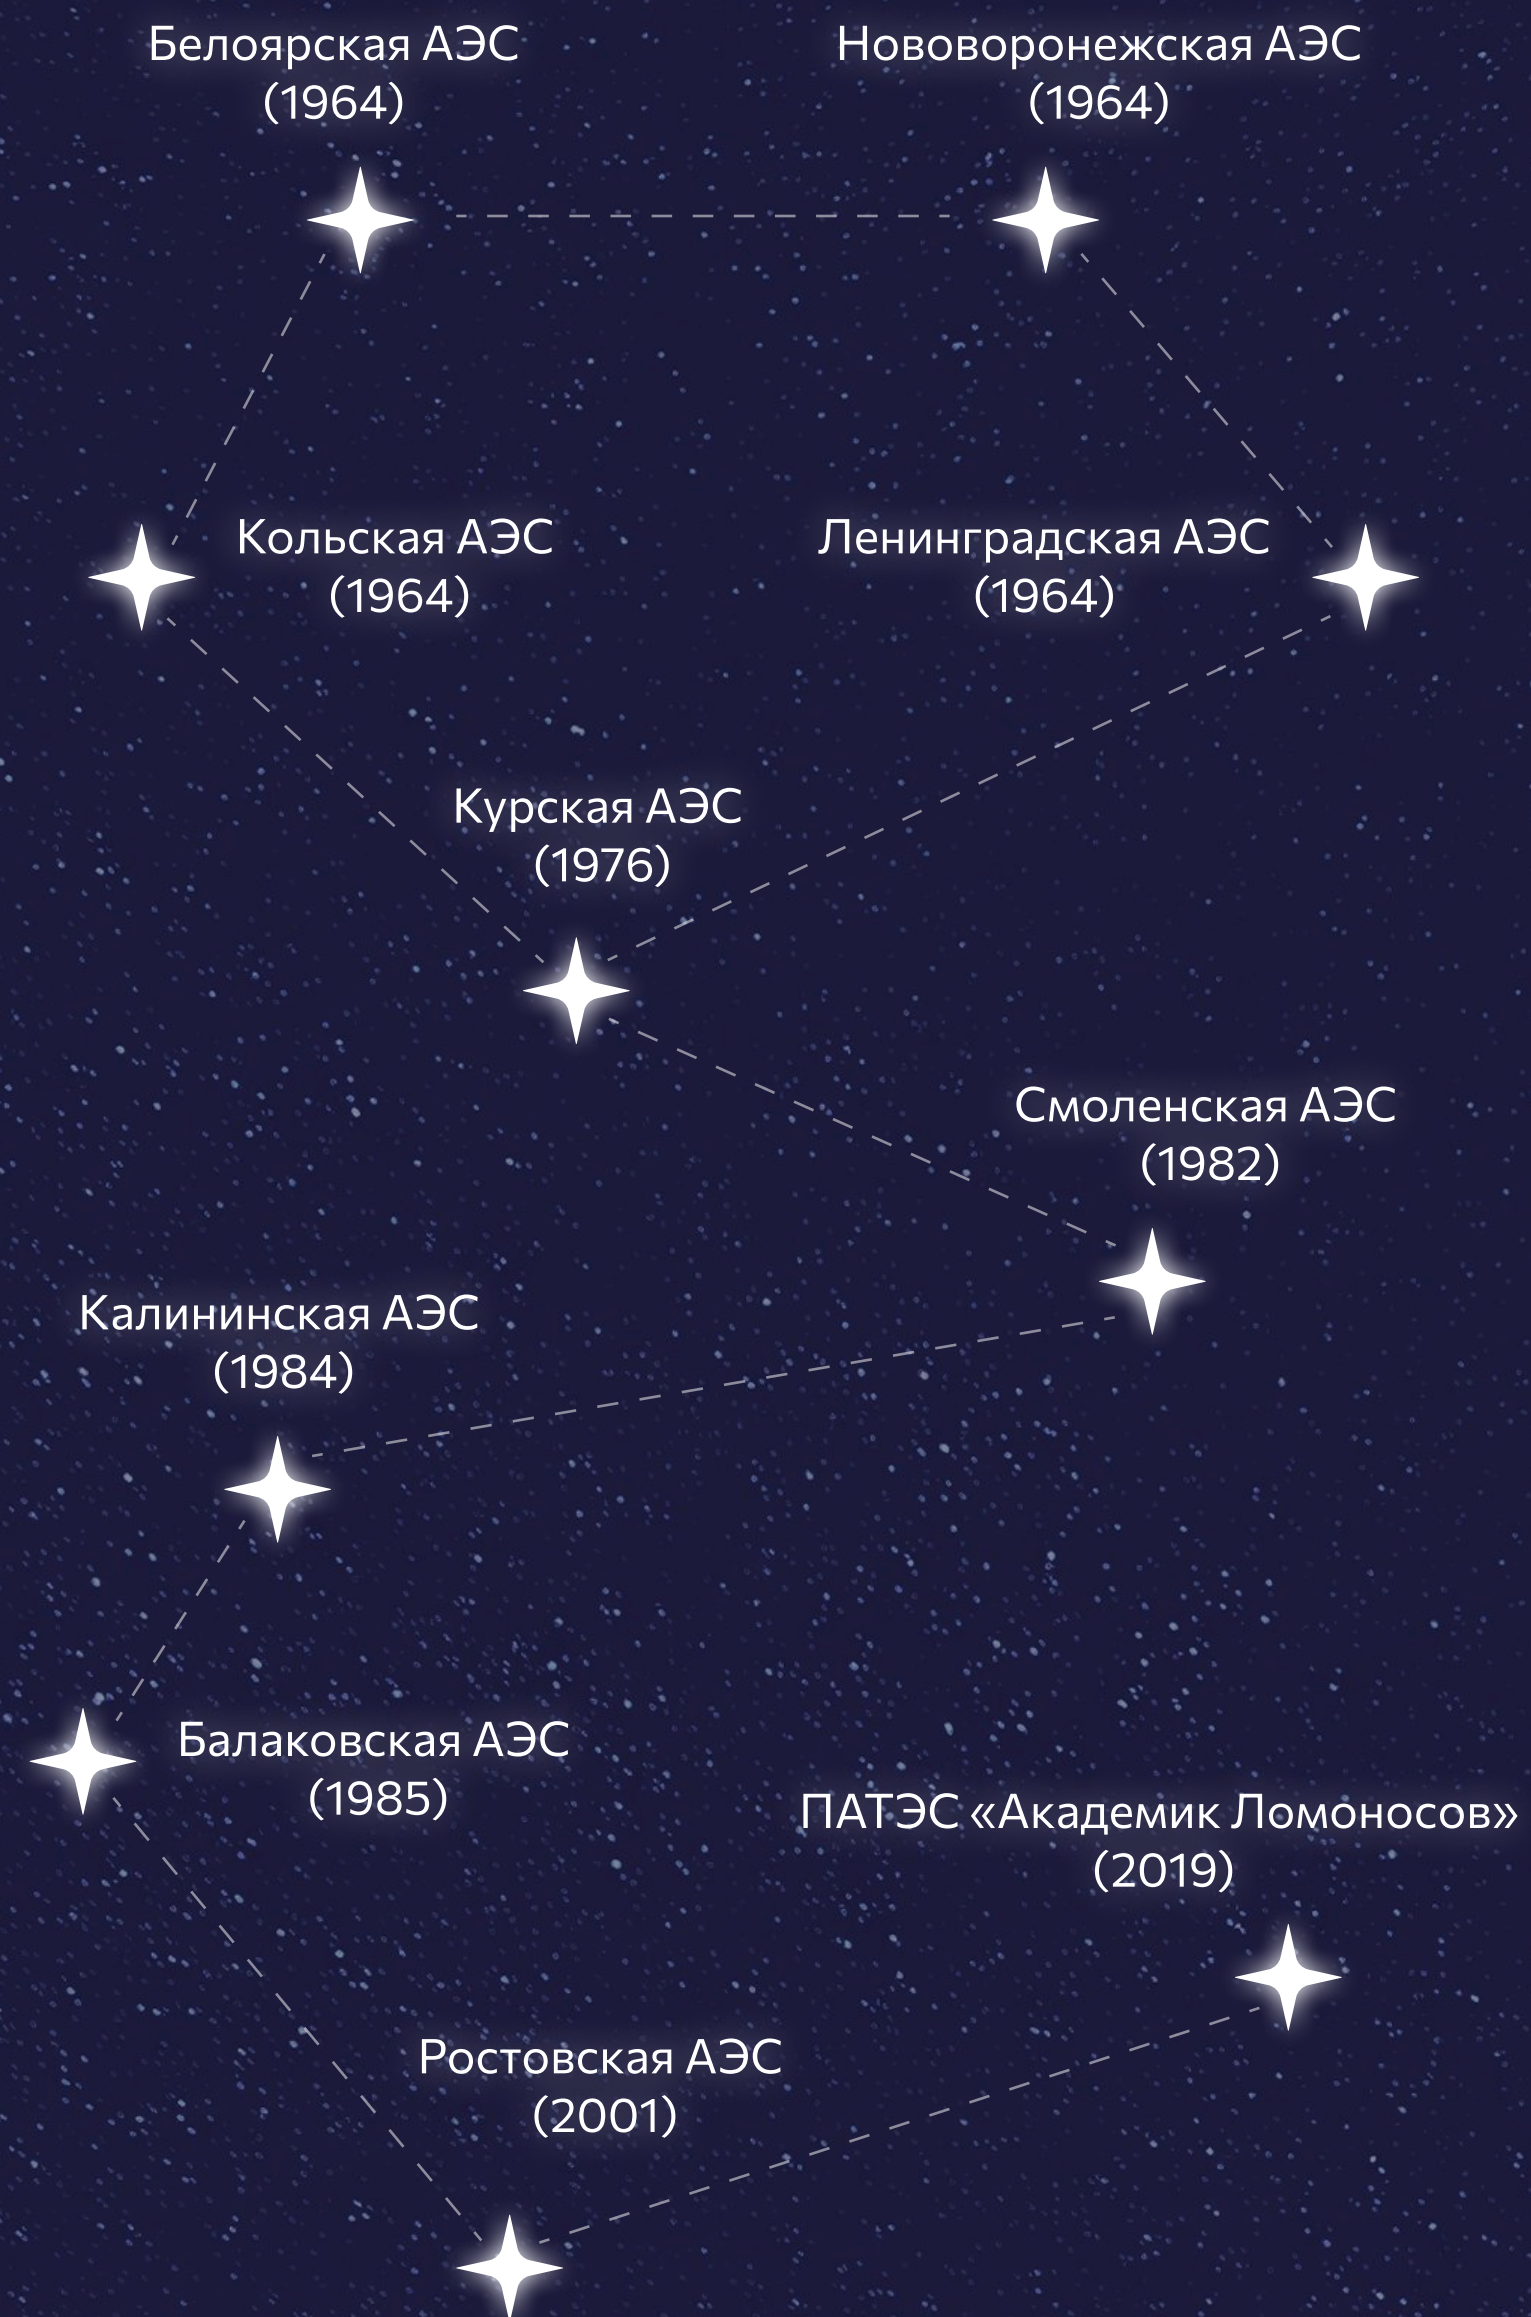 Белоярская АЭС
(1964)
Нововоронежская АЭС
(1964)
Кольская АЭС
(1964)
Ленинградская АЭС
(1964)
Курская АЭС
(1976)
Смоленская АЭС
(1982)
Калининская АЭС
(1984)
Балаковская АЭС
(1985)
ПАТЭС «Академик Ломоносов»
(2019)
Ростовская АЭС
(2001)